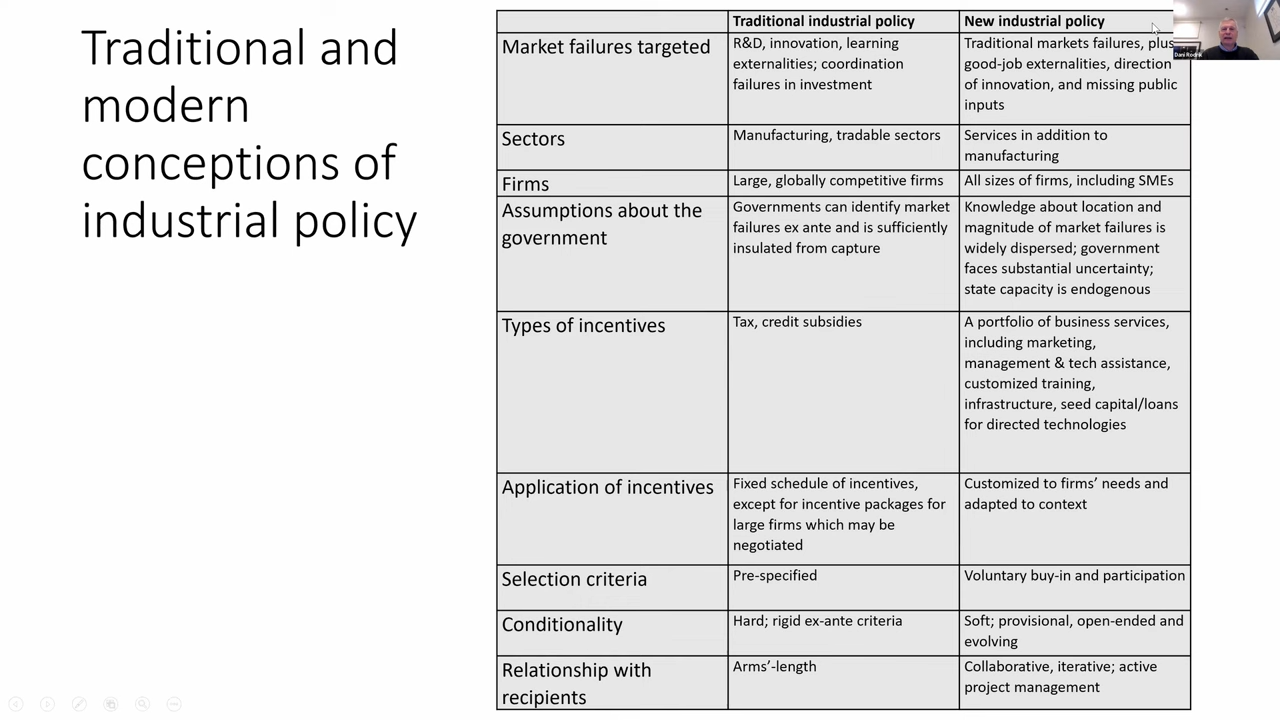 Traditional and
modern
conceptions of
industrial policy
Traditional industrial policy
New industrial policy
Market failures targeted
R&D, innovation, learning
externalities; coordination
failures in investment
Traditional markets failures, plus
good-job externalities, direction
of innovation, and missing public
inputs
Sectors
Manufacturing, tradable sectors
Services in addition to
manufacturing
Firms
Large, globally competitive firms
All sizes of firms, including SMEs
Assumptions about the
government
Governments can identify market
failures ex ante and is sufficiently
insulated from capture
Knowledge about location and
magnitude of market failures is
widely dispersed; government
faces substantial uncertainty;
state capacity is endogenous
Types of incentives
Tax, credit subsidies
A portfolio of business services,
including marketing,
management & tech assistance,
customized training,
infrastructure, seed capital/loans
for directed technologies
Application of incentives
Fixed schedule of incentives,
except for incentive packages for
large firms which may be
negotiated
Customized to firms’ needs and
adapted to context
Selection criteria
Pre-specified
Voluntary buy-in and participation
Conditionality
Hard; rigid ex-ante criteria
Soft; provisional, open-ended and
evolving
Relationship with
recipients
Arms’-length
Collaborative, iterative; active
project management
Dani Rodrik